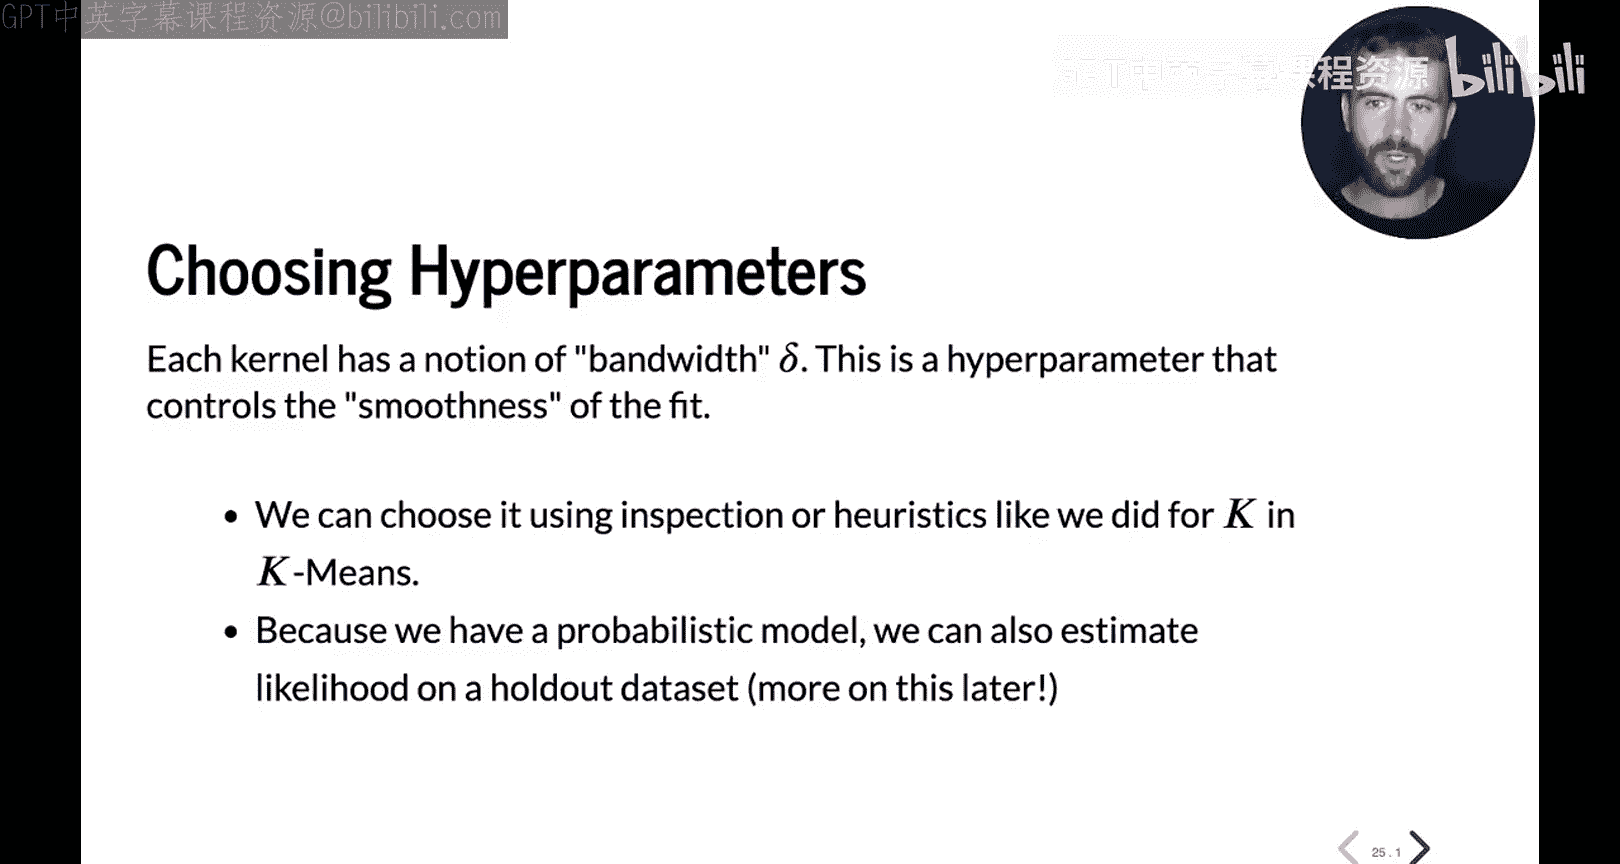 GPT中英字幕课程资源@bilibili.com
课程资源 bilibili
Choosing Hyperparameters
Each kernel has a notion of "bandwidth" δ. This is a hyperparameter that
controls the "smoothness" of the fit.
• We can choose it using inspection or heuristics like we did for K in
K-Means.
• Because we have a probabilistic model, we can also estimate
likelihood on a holdout dataset (more on this later!)
25 . 1